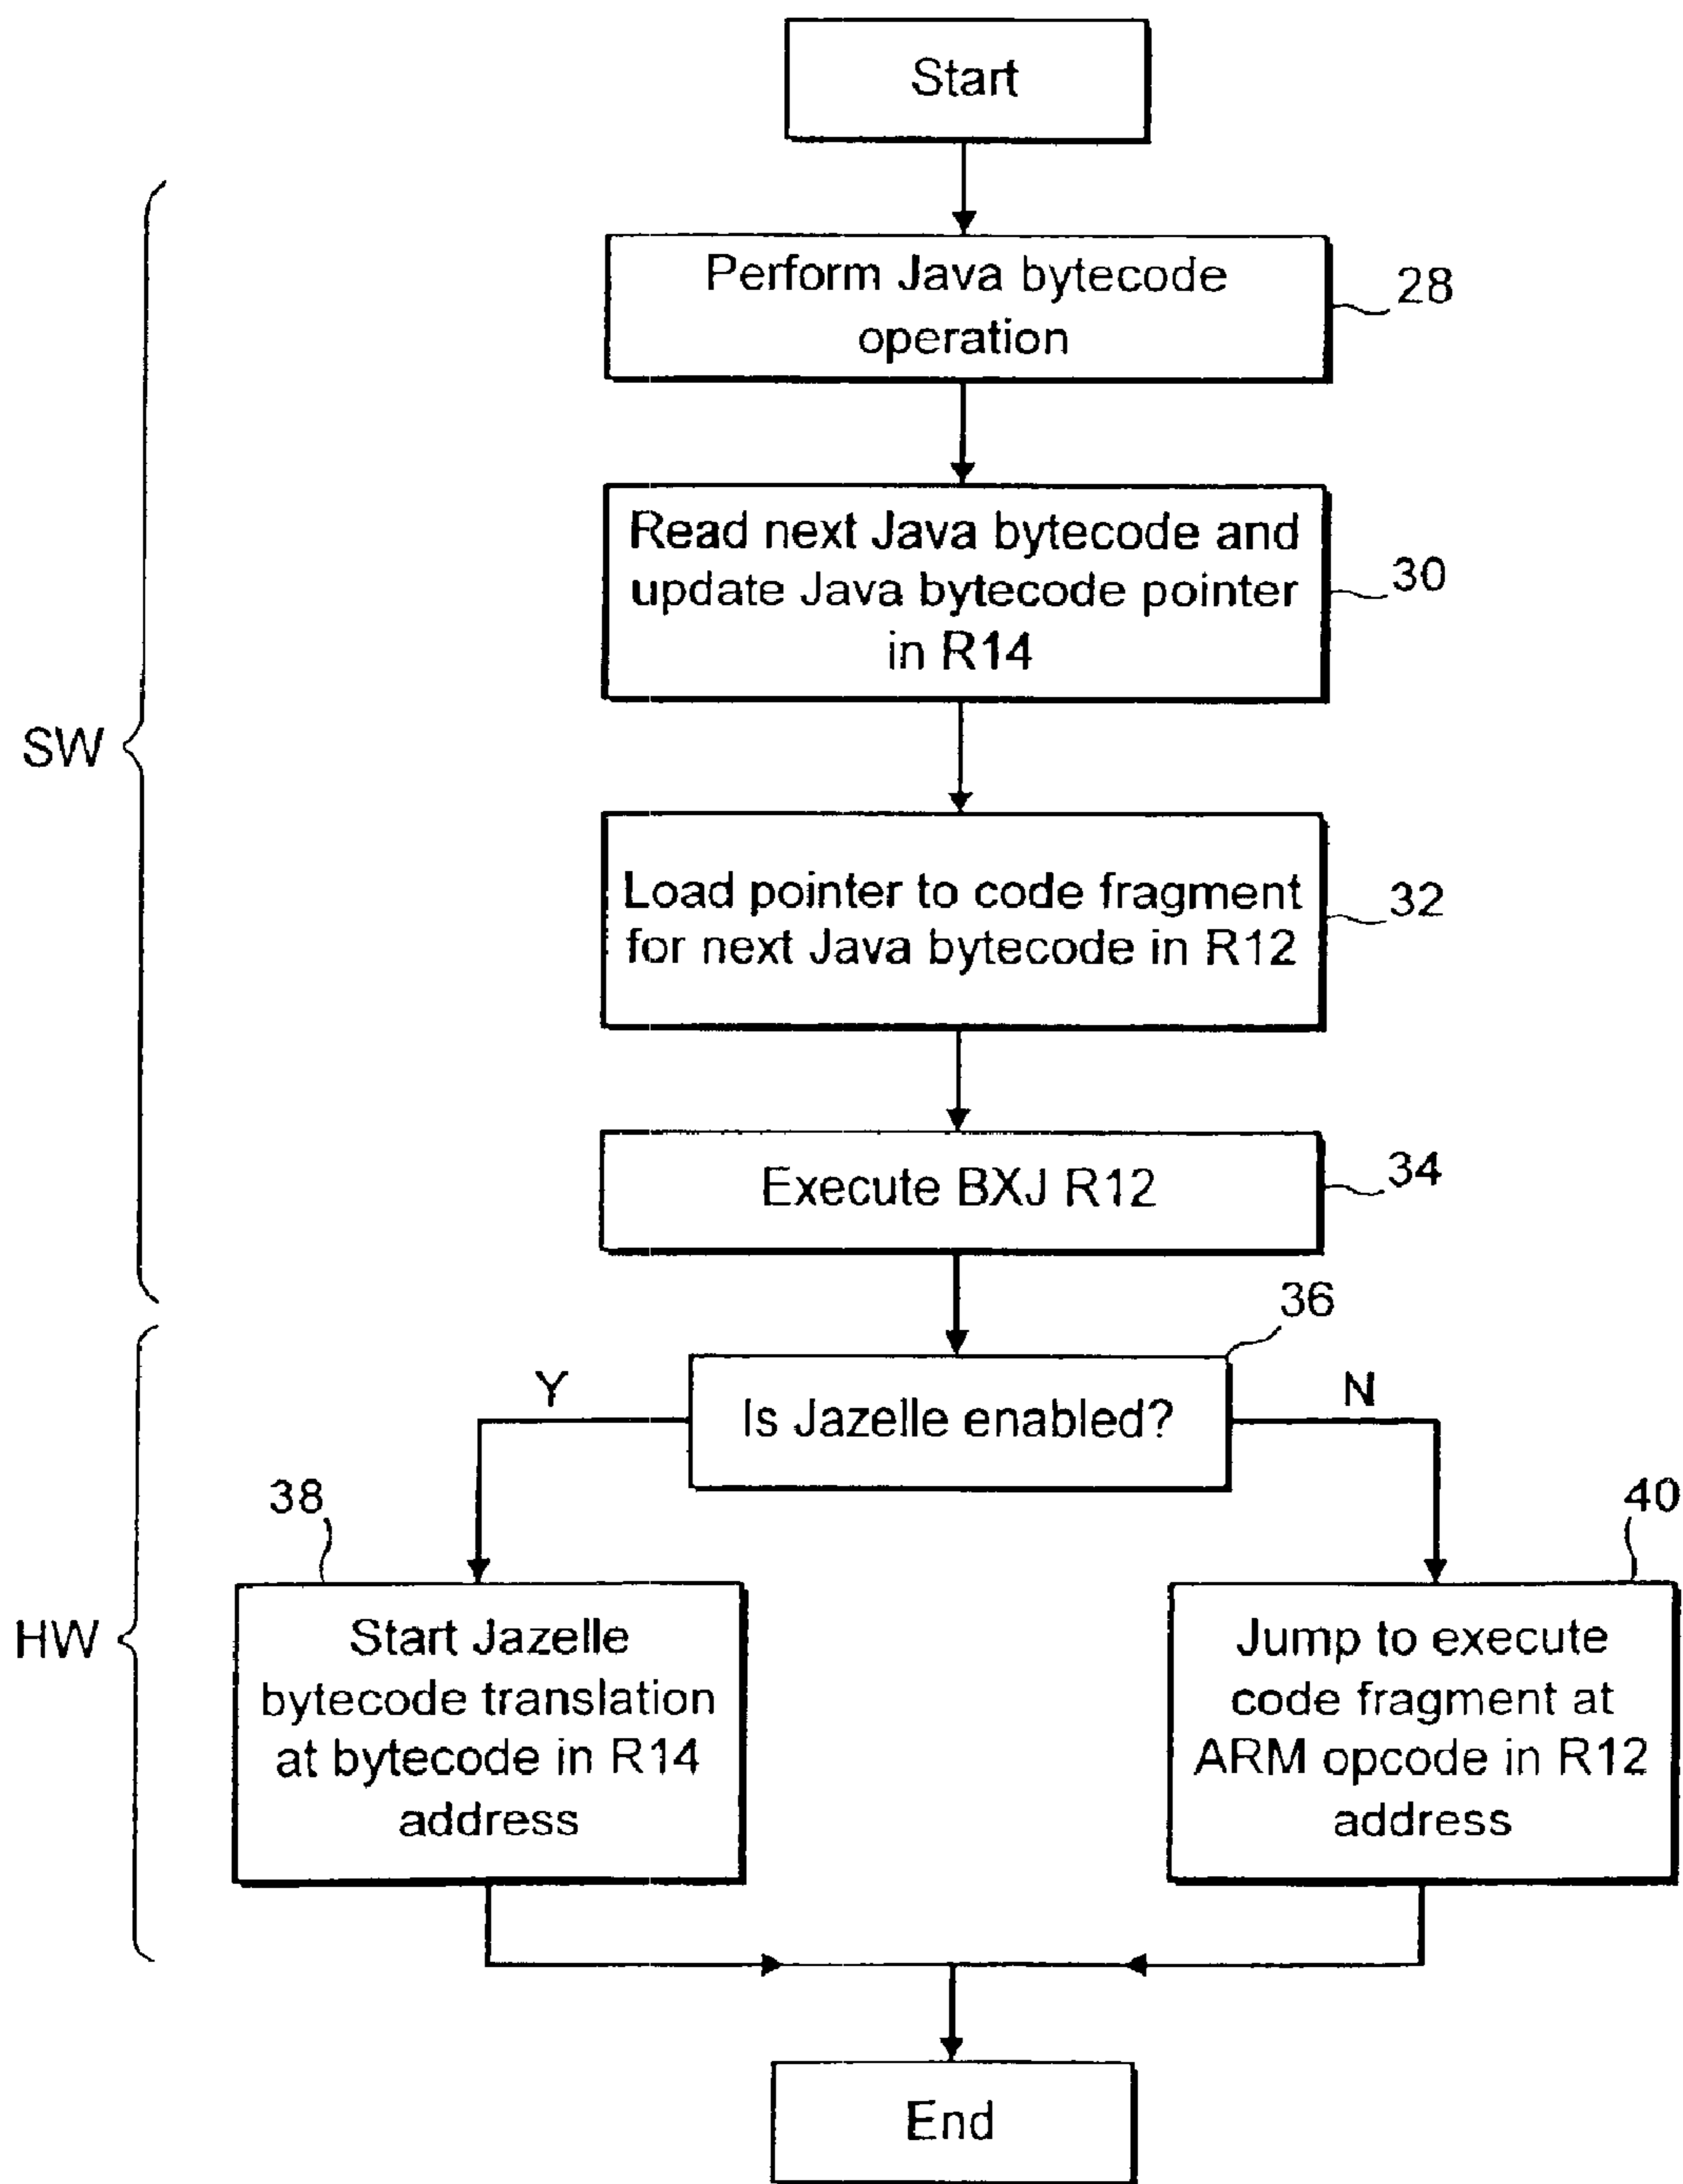 Start
Perform Java bytecode
operation
28
Read next Java bytecode and
update Java bytecode pointer
in R14
30
SW
Load pointer to code fragment
for next Java bytecode in R12
32
Execute BXJ R12
34
36
Is Jazelle enabled?
Y
N
38
40
HW
Start Jazelle
bytecode translation
at bytecode in R14
address
Jump to execute
code fragment at
ARM opcode in R12
address
End